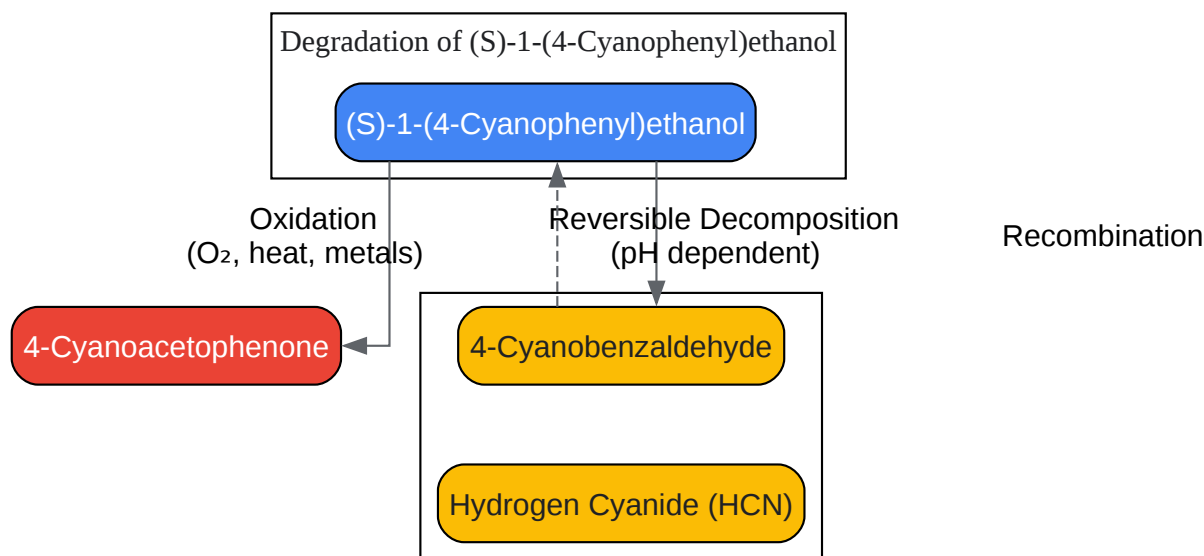 Degradation of (S)-1-(4-Cyanophenyl)ethanol
(S)-1-(4-Cyanophenyl)ethanol
Oxidation
(O₂, heat, metals)
Reversible Decomposition
(pH dependent)
Recombination
4-Cyanoacetophenone
4-Cyanobenzaldehyde
Hydrogen Cyanide (HCN)